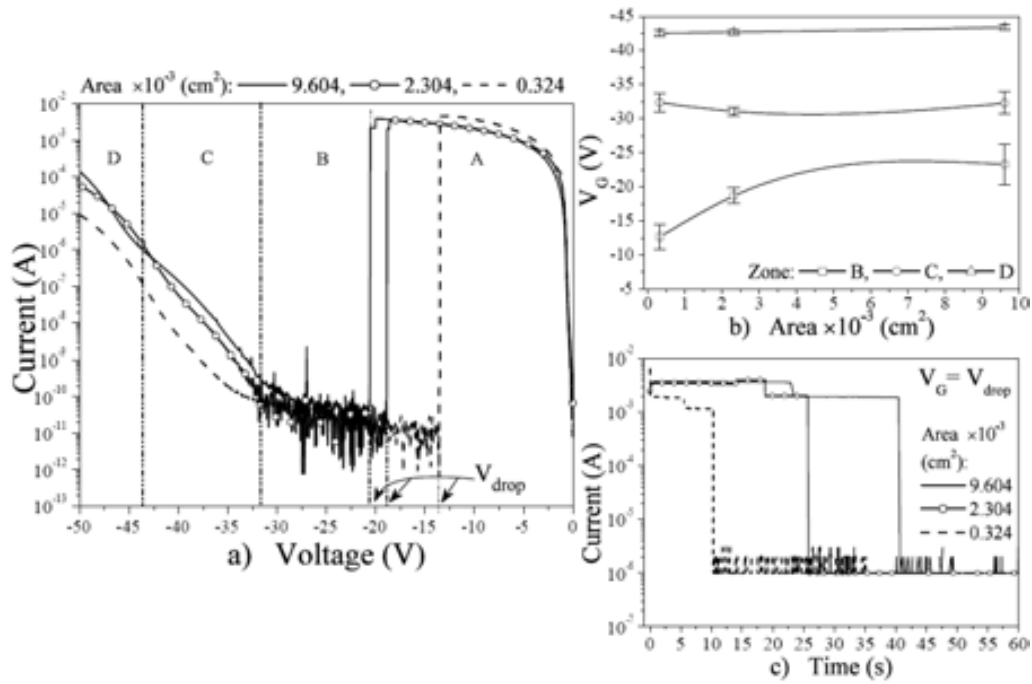 Area ×10⁻³ (cm²): 9.604, 2.304, 0.324
10⁻²
10⁻³
10⁻⁴
10⁻⁵
10⁻⁶
10⁻⁷
10⁻⁸
10⁻⁹
10⁻¹⁰
10⁻¹¹
10⁻¹²
10⁻¹³
Current (A)
D C B A
V_drop
-50 -45 -40 -35 -30 -25 -20 -15 -10 -5 0
a) Voltage (V)
-45
-40
-35
-30
-25
-20
-15
-10
-5
V_G (V)
Zone: B, C, D
0 1 2 3 4 5 6 7 8 9 10
b) Area ×10⁻³ (cm²)
10⁻²
10⁻³
10⁻⁴
10⁻⁵
10⁻⁶
10⁻⁷
Current (A)
V_G = V_drop
Area ×10⁻³
(cm²):
9.604
2.304
0.324
0 5 10 15 20 25 30 35 40 45 50 55 60
c) Time (s)